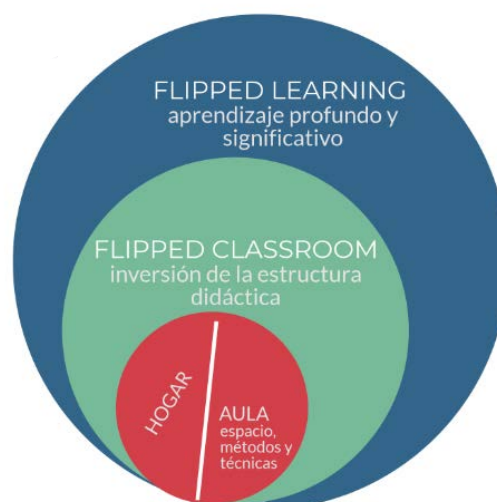 FLIPPED LEARNING
aprendizaje profundo y
significativo
FLIPPED CLASSROOM
inversión de la estructura
didáctica
HOGAR
AULA
espacio,
métodos y
técnicas